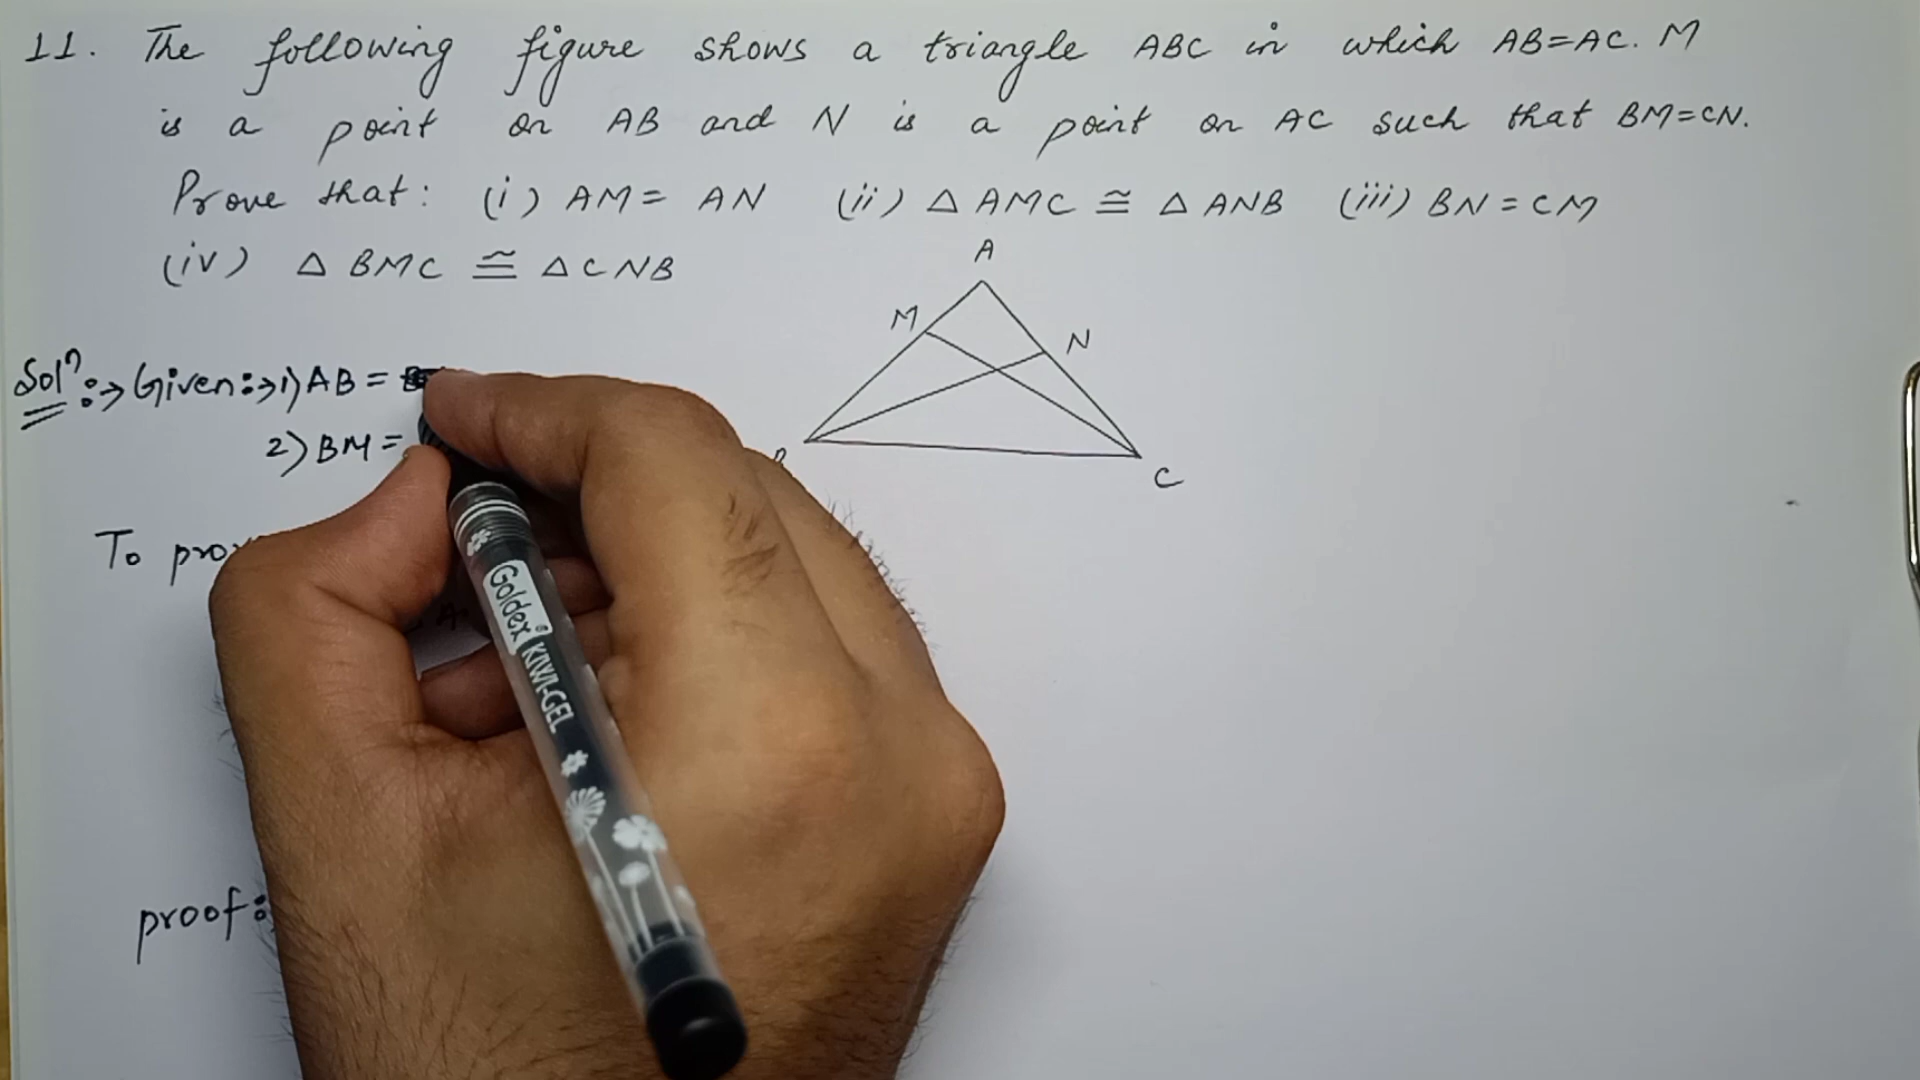 11. The following figure shows a triangle ABC in which AB=AC. M
is a point on AB and N is a point on AC such that BM=CN.
Prove that: (i) AM= AN (ii) △ AMC ≅ △ ANB (iii) BN = CM
(iv) △ BMC ≅ △ CNB
A
M
N
C
Solⁿ:→ Given:→ 1) AB =
2) BM =
To
proof:
Goldex KIWI-GEL